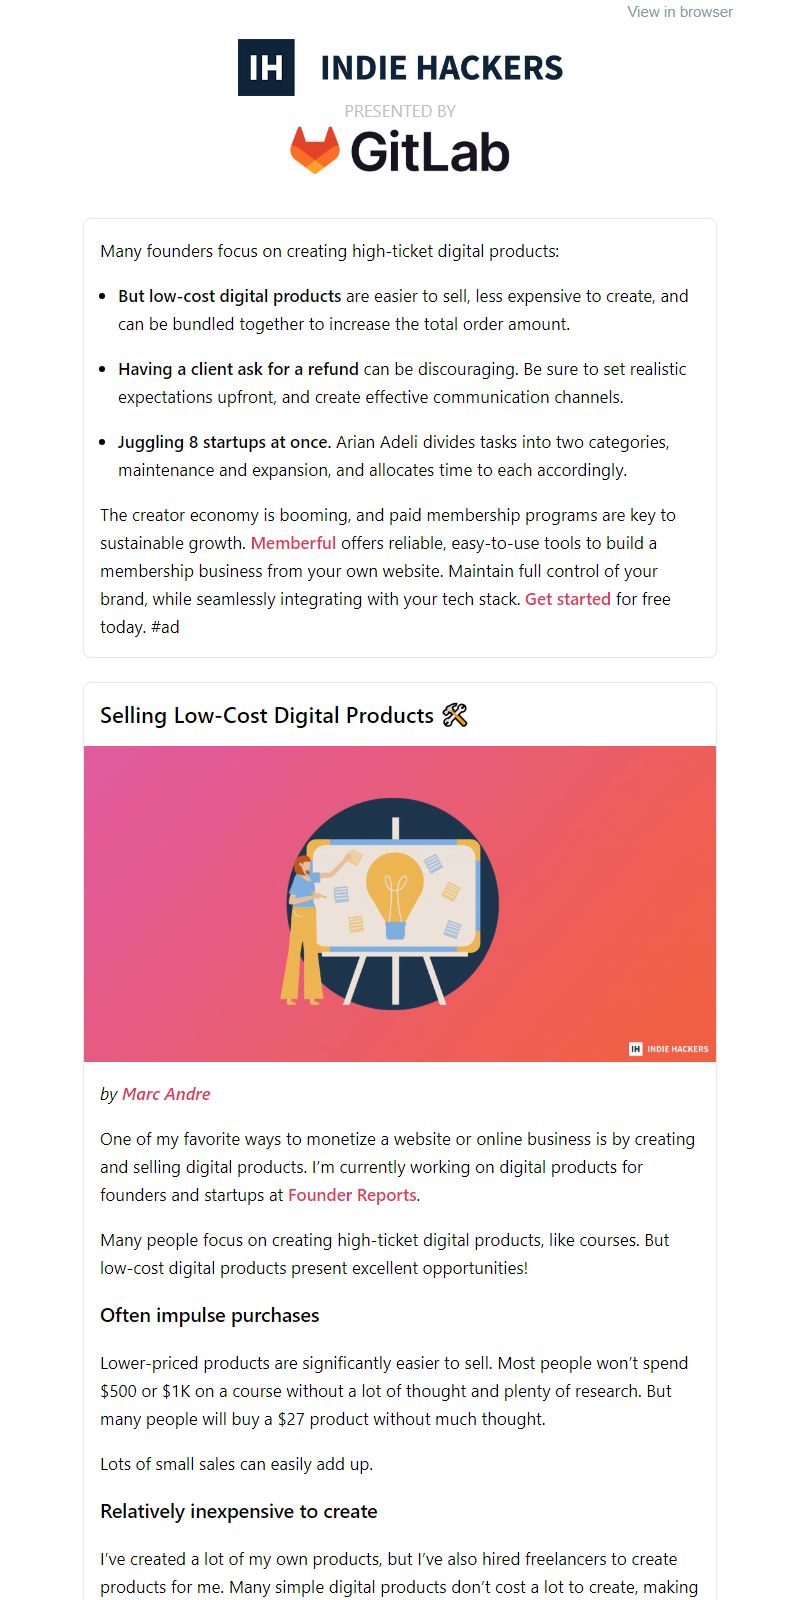 View in browser
IH INDIE HACKERS
PRESENTED BY
GitLab
Many founders focus on creating high-ticket digital products:
• But low-cost digital products are easier to sell, less expensive to create, and
can be bundled together to increase the total order amount.
• Having a client ask for a refund can be discouraging. Be sure to set realistic
expectations upfront, and create effective communication channels.
• Juggling 8 startups at once. Arian Adeli divides tasks into two categories,
maintenance and expansion, and allocates time to each accordingly.
The creator economy is booming, and paid membership programs are key to
sustainable growth. Memberful offers reliable, easy-to-use tools to build a
membership business from your own website. Maintain full control of your
brand, while seamlessly integrating with your tech stack. Get started for free
today. #ad
Selling Low-Cost Digital Products 🛠
IH INDIE HACKERS
by Marc Andre
One of my favorite ways to monetize a website or online business is by creating
and selling digital products. I’m currently working on digital products for
founders and startups at Founder Reports.
Many people focus on creating high-ticket digital products, like courses. But
low-cost digital products present excellent opportunities!
Often impulse purchases
Lower-priced products are significantly easier to sell. Most people won’t spend
$500 or $1K on a course without a lot of thought and plenty of research. But
many people will buy a $27 product without much thought.
Lots of small sales can easily add up.
Relatively inexpensive to create
I’ve created a lot of my own products, but I’ve also hired freelancers to create
products for me. Many simple digital products don’t cost a lot to create, making